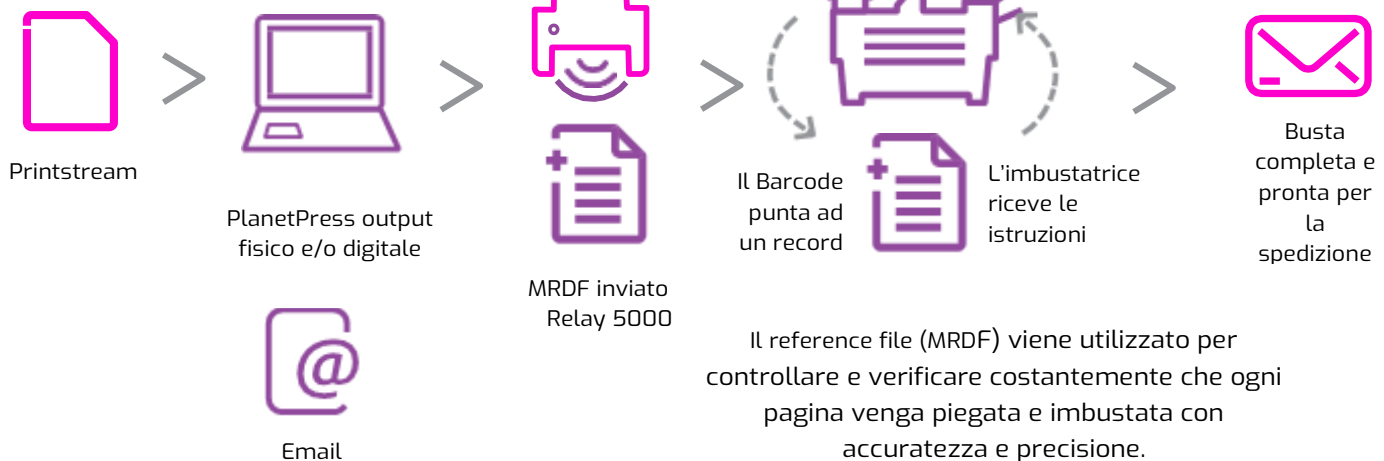 Printstream
PlanetPress output
fisico e/o digitale
@
Email
MRDF inviato
Relay 5000
Il Barcode
punta ad
un record
L'imbustatrice
riceve le
istruzioni
Busta
completa e
pronta per
la
spedizione
Il reference file (MRDF) viene utilizzato per
controllare e verificare costantemente che ogni
pagina venga piegata e imbustata con
accuratezza e precisione.